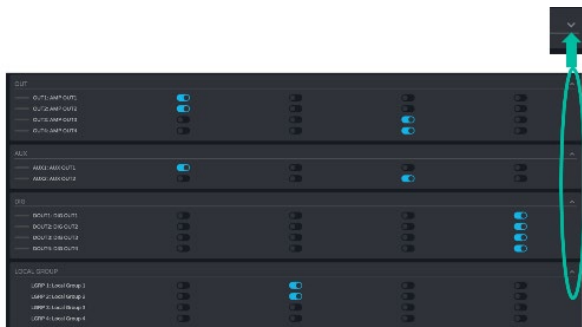 OUT
OUT1: AMP OUT1
OUT2: AMP OUT2
OUT3: AMP OUT3
OUT4: AMP OUT4
AUX
AUX1: AUX OUT1
AUX2: AUX OUT2
DIG
DOUT1: DIG OUT1
DOUT2: DIG OUT2
DOUT3: DIG OUT3
DOUT4: DIG OUT4
LOCAL GROUP
LGRP 1: Local Group 1
LGRP 2: Local Group 2
LGRP 3: Local Group 3
LGRP 4: Local Group 4